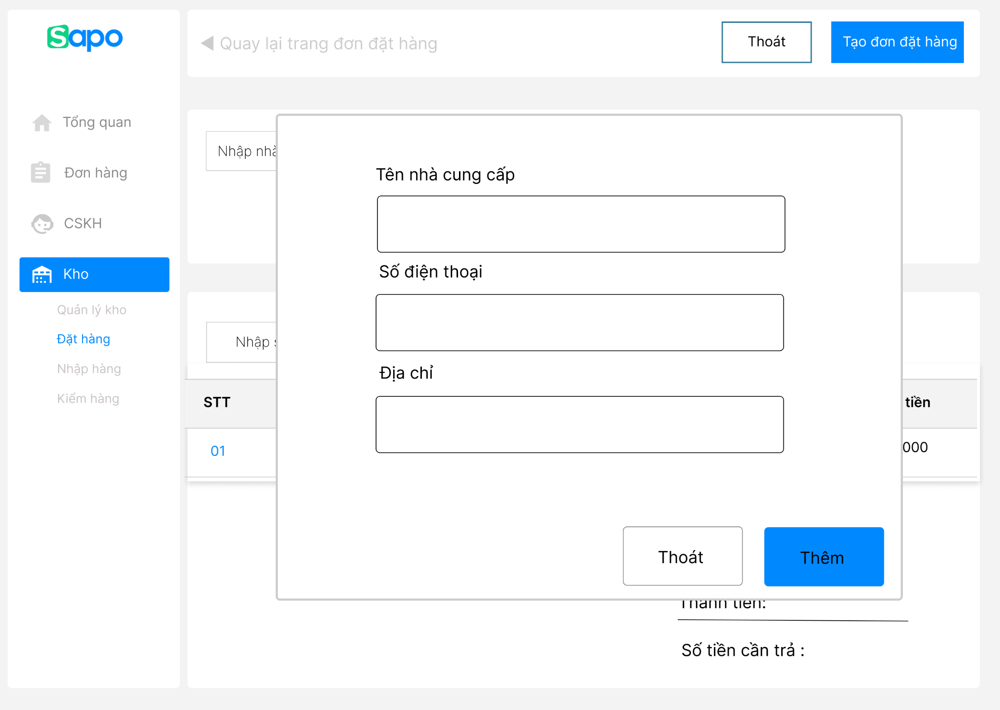 Sapo
Quay lại trang đơn đặt hàng
Thoát
Tạo đơn đặt hàng
Tổng quan
Đơn hàng
CSKH
Kho
Quản lý kho
Đặt hàng
Nhập hàng
Kiểm hàng
Nhập
Tên nhà cung cấp
Số điện thoại
Địa chỉ
Nhập
STT
tiền
01
000
Thoát
Thêm
Thành tiền:
Số tiền cần trả :